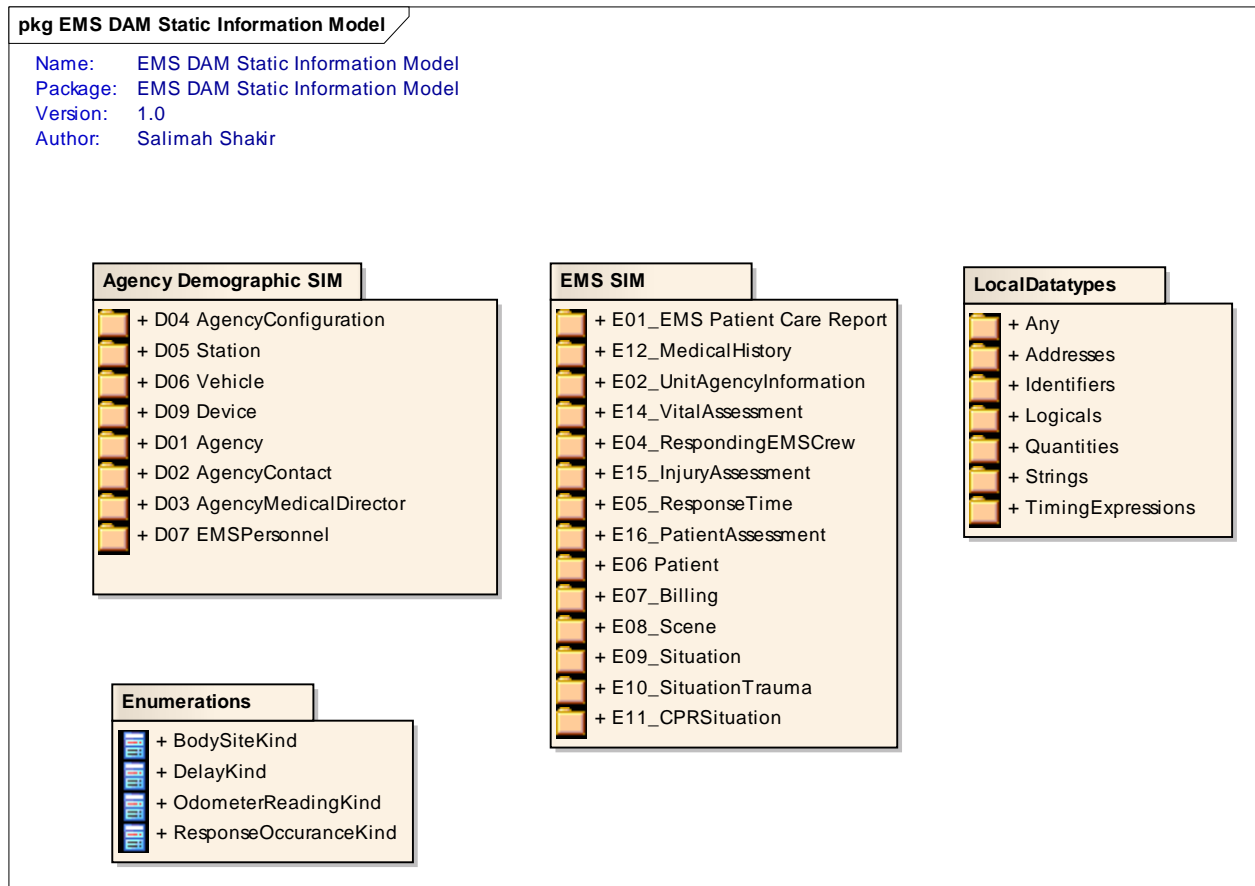 pkg EMS DAM Static Information Model
Name: EMS DAM Static Information Model
Package: EMS DAM Static Information Model
Version: 1.0
Author: Salimah Shakir
Agency Demographic SIM
+ D04 AgencyConfiguration
+ D05 Station
+ D06 Vehicle
+ D09 Device
+ D01 Agency
+ D02 AgencyContact
+ D03 AgencyMedicalDirector
+ D07 EMSPersonnel
EMS SIM
+ E01_EMS Patient Care Report
+ E12_MedicalHistory
+ E02_UnitAgencyInformation
+ E14_VitalAssessment
+ E04_RespondingEMSCrew
+ E15_InjuryAssessment
+ E05_ResponseTime
+ E16_PatientAssessment
+ E06 Patient
+ E07_Billing
+ E08_Scene
+ E09_Situation
+ E10_SituationTrauma
+ E11_CPRSituation
LocalDatatypes
+ Any
+ Addresses
+ Identifiers
+ Logicals
+ Quantities
+ Strings
+ TimingExpressions
Enumerations
+ BodySiteKind
+ DelayKind
+ OdometerReadingKind
+ ResponseOccuranceKind